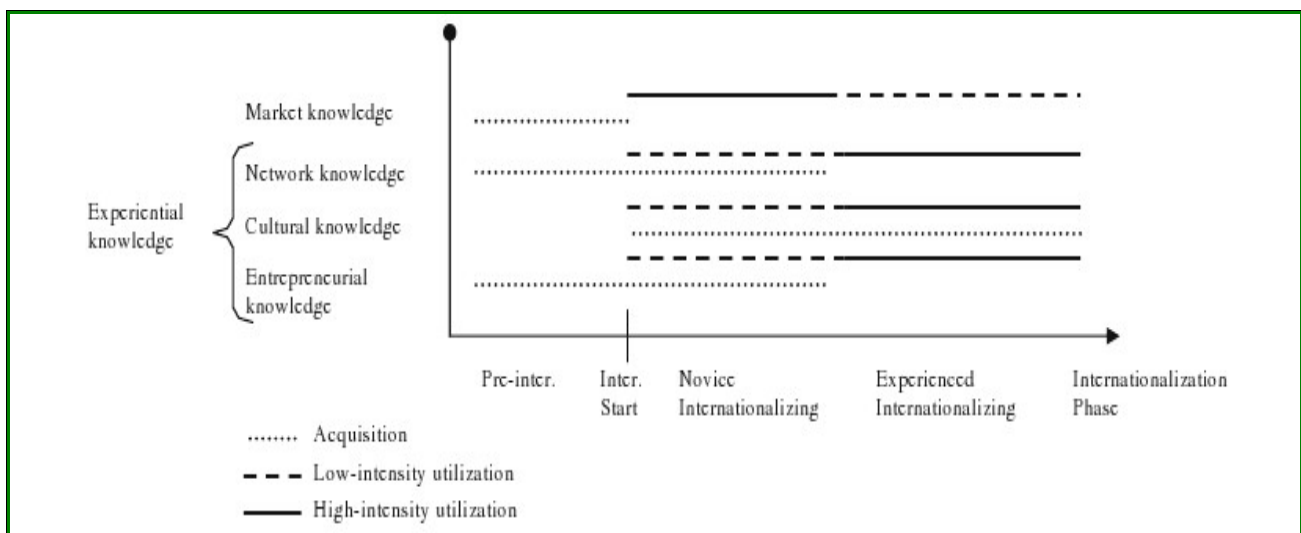 Market knowledge
Network knowledge
Experiential
knowledge
Cultural knowledge
Entrepreneurial
knowledge
Pre-inter.
Inter.
Start
Novice
Internationalizing
Experienced
Internationalizing
Internationalization
Phase
Acquisition
Low-intensity utilization
High-intensity utilization